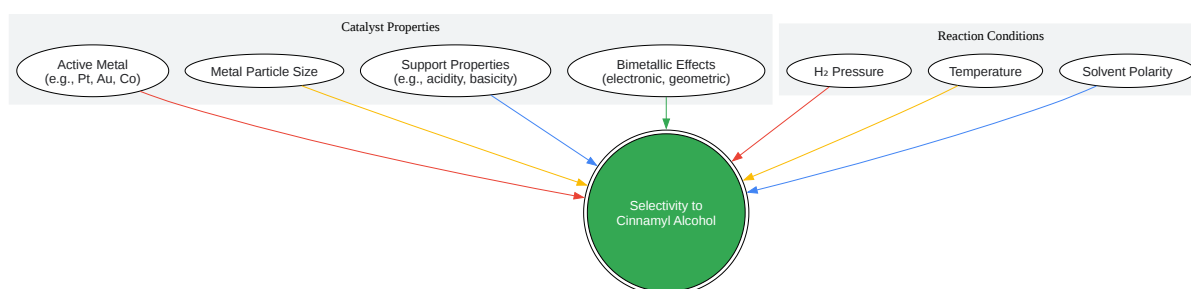 Catalyst Properties
Reaction Conditions
Active Metal
(e.g., Pt, Au, Co)
Metal Particle Size
Support Properties
(e.g., acidity, basicity)
Bimetallic Effects
(electronic, geometric)
H₂ Pressure
Temperature
Solvent Polarity
Selectivity to
Cinnamyl Alcohol